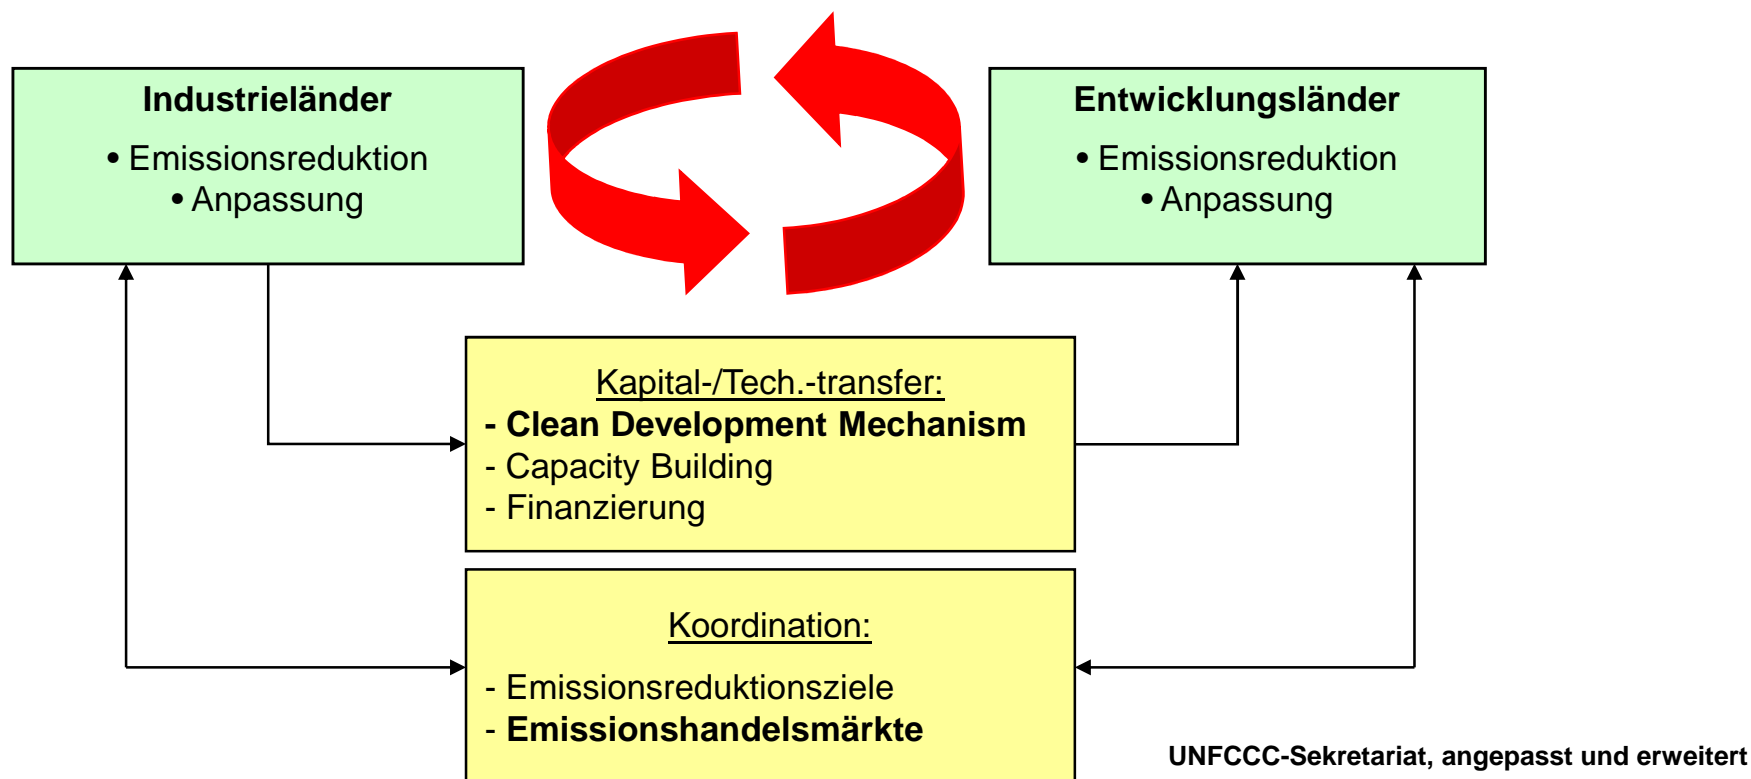 Industrieländer
• Emissionsreduktion
• Anpassung
Entwicklungsländer
• Emissionsreduktion
• Anpassung
Kapital-/Tech.-transfer:
- Clean Development Mechanism
- Capacity Building
- Finanzierung
Koordination:
- Emissionsreduktionsziele
- Emissionshandelsmärkte
UNFCCC-Sekretariat, angepasst und erweitert